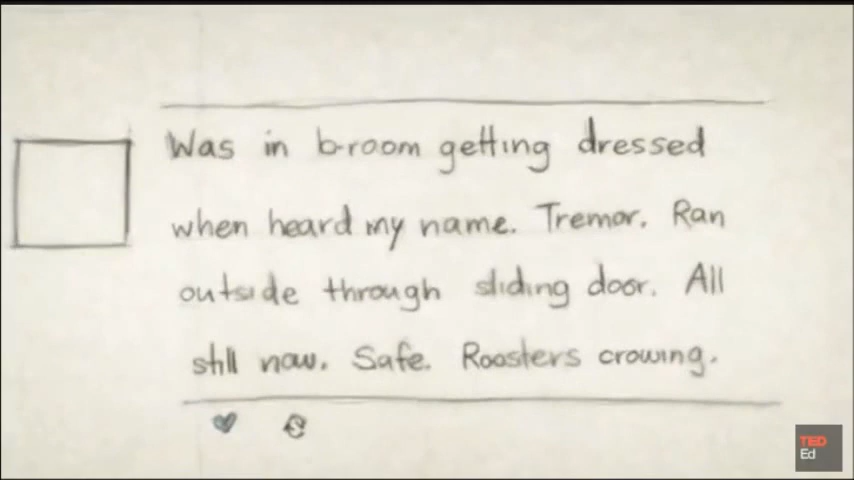 Was in b-room getting dressed
when heard my name. Tremor. Ran
outside through sliding door. All
still now. Safe. Roosters crowing.
TED
Ed